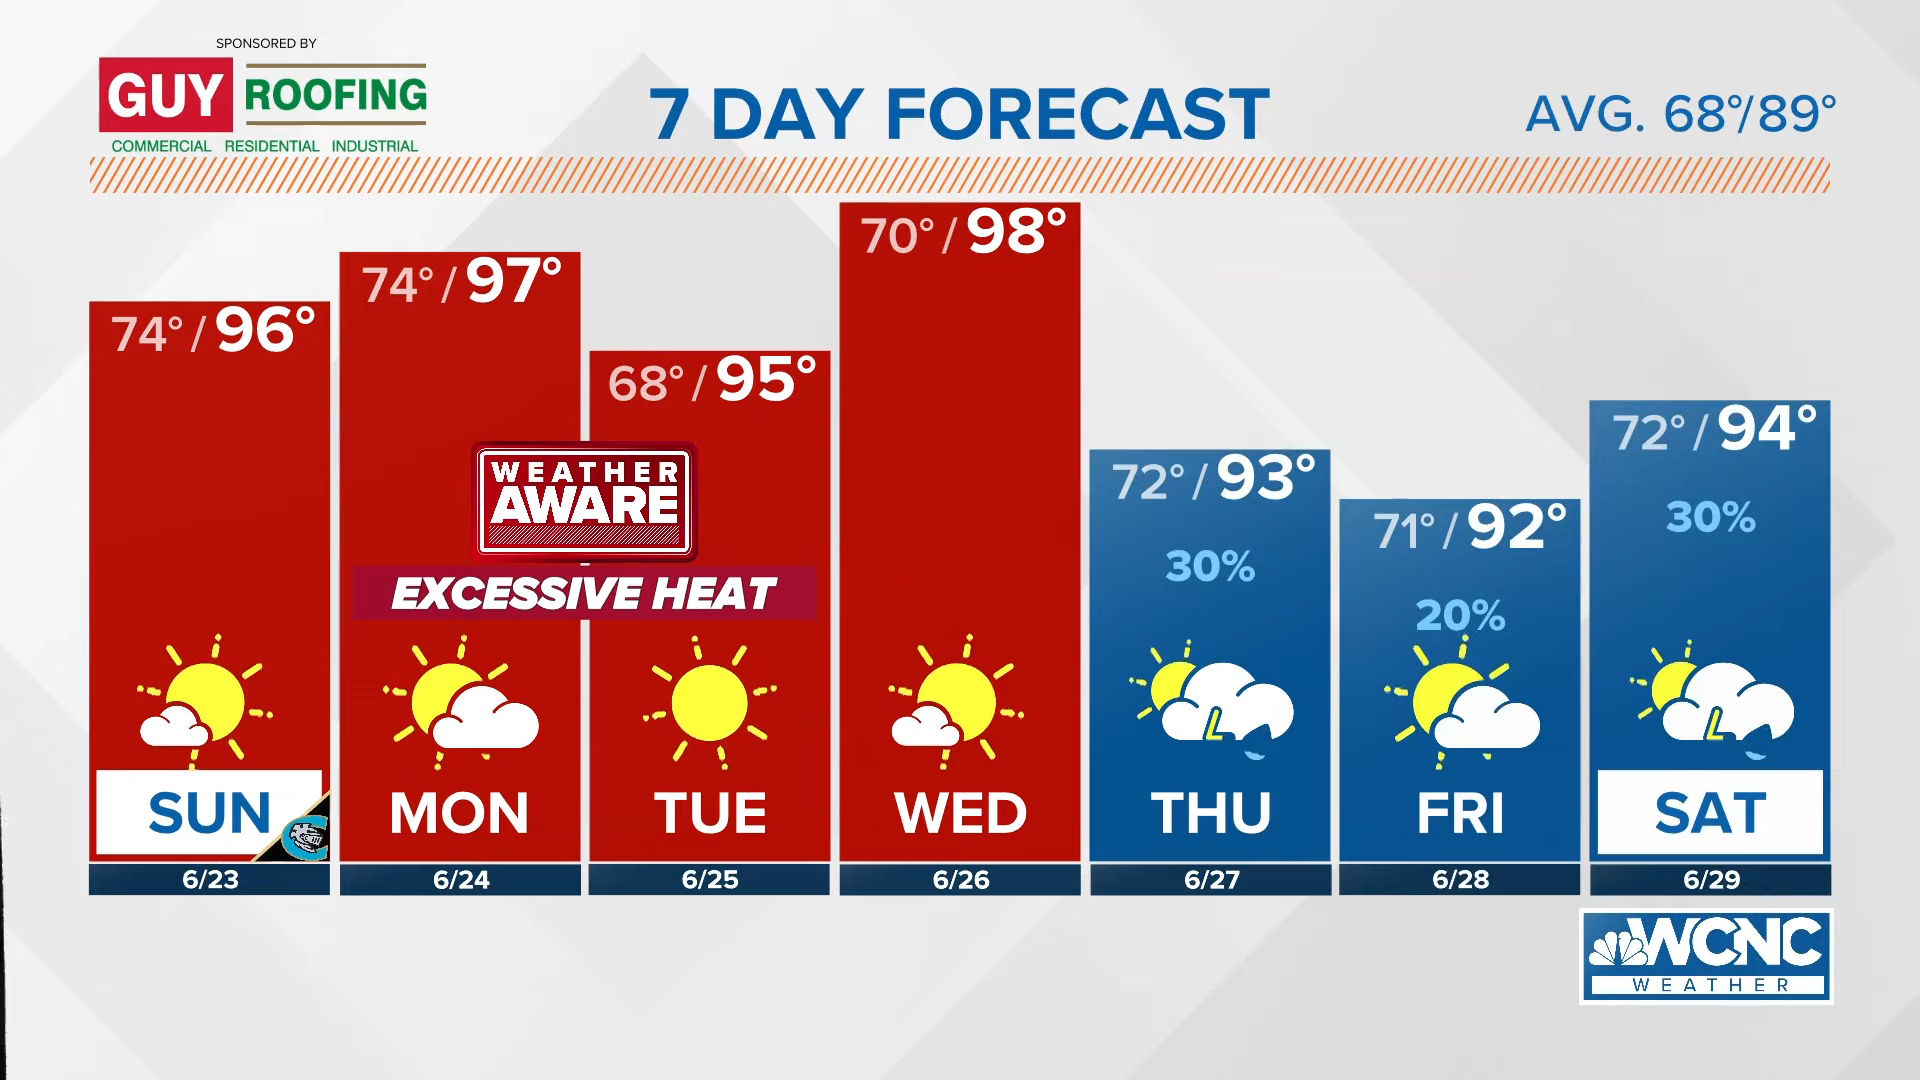 SPONSORED BY
GUY ROOFING
COMMERCIAL RESIDENTIAL INDUSTRIAL
7 DAY FORECAST
AVG. 68°/89°
74° / 96°
74° / 97°
68° / 95°
70° / 98°
72° / 93°
71° / 92°
72° / 94°
30%
20%
30%
WEATHER
AWARE
EXCESSIVE HEAT
SUN
MON
TUE
WED
THU
FRI
SAT
6/23
6/24
6/25
6/26
6/27
6/28
6/29
WCNC
WEATHER